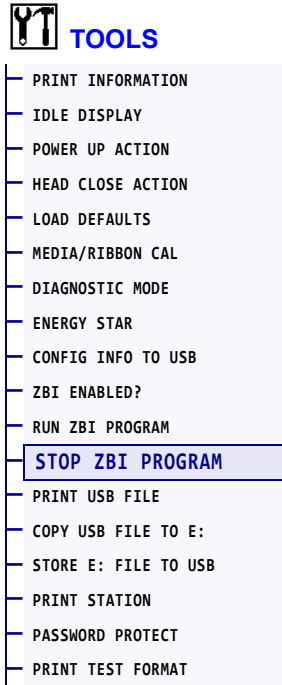 TOOLS
PRINT INFORMATION
IDLE DISPLAY
POWER UP ACTION
HEAD CLOSE ACTION
LOAD DEFAULTS
MEDIA/RIBBON CAL
DIAGNOSTIC MODE
ENERGY STAR
CONFIG INFO TO USB
ZBI ENABLED?
RUN ZBI PROGRAM
STOP ZBI PROGRAM
PRINT USB FILE
COPY USB FILE TO E:
STORE E: FILE TO USB
PRINT STATION
PASSWORD PROTECT
PRINT TEST FORMAT